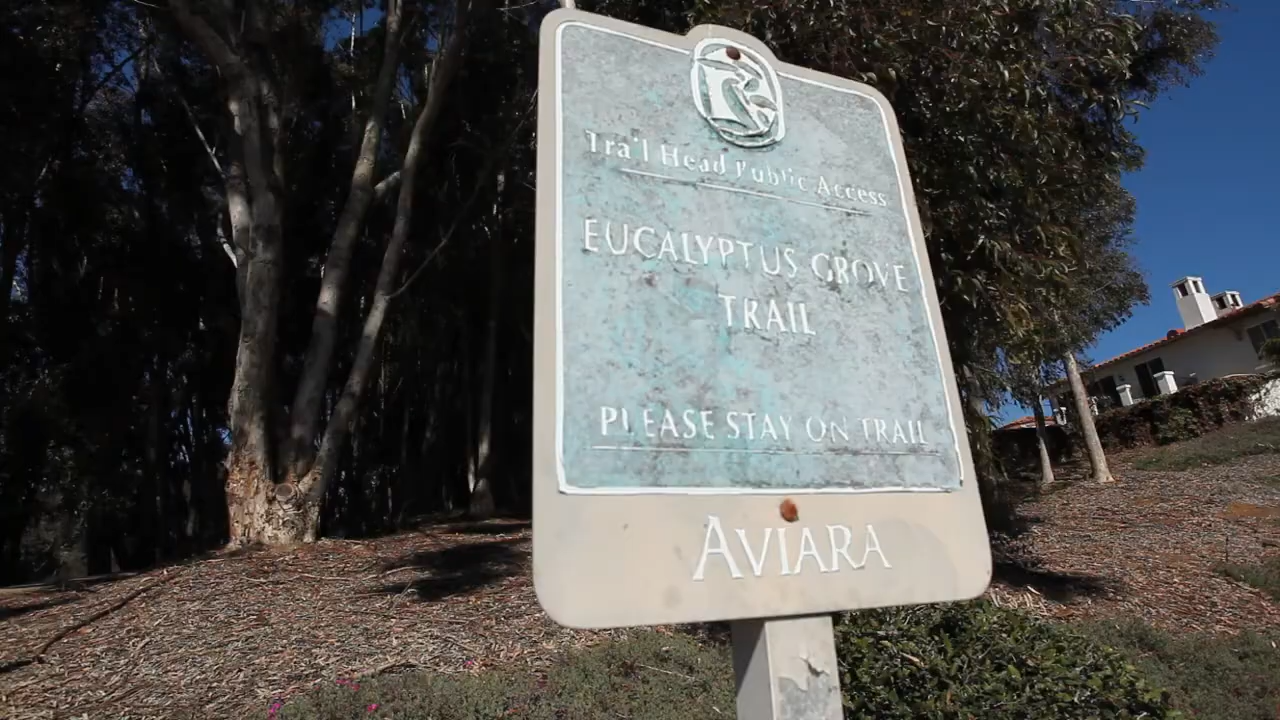 Trail Head Public Access
EUCALYPTUS GROVE
TRAIL
PLEASE STAY ON TRAIL
AVIARA